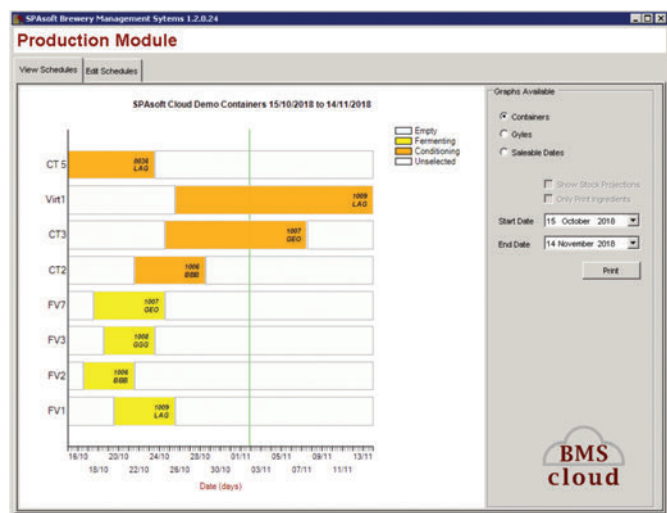 SPAsoft Brewery Management Sytems 1.2.0.24
Production Module
View Schedules
Edit Schedules
SPAsoft Cloud Demo Containers 15/10/2018 to 14/11/2018
Empty
Fermenting
Conditioning
Unselected
CT 5
LAG
Virt1
1009
LAG
CT3
1007
GEO
CT2
1006
BBB
FV7
1007
GEO
FV3
1008
GGG
FV2
1006
BBB
FV1
1009
LAG
16/10 20/10 24/10 28/10 01/11 05/11 09/11 13/11
18/10 22/10 26/10 30/10 03/11 07/11 11/11
Date (days)
Graphs Available
Containers
Gyles
Saleable Dates
Show Stock Projections
Only Print Ingredients
Start Date 15 October 2018
End Date 14 November 2018
Print
BMS
cloud